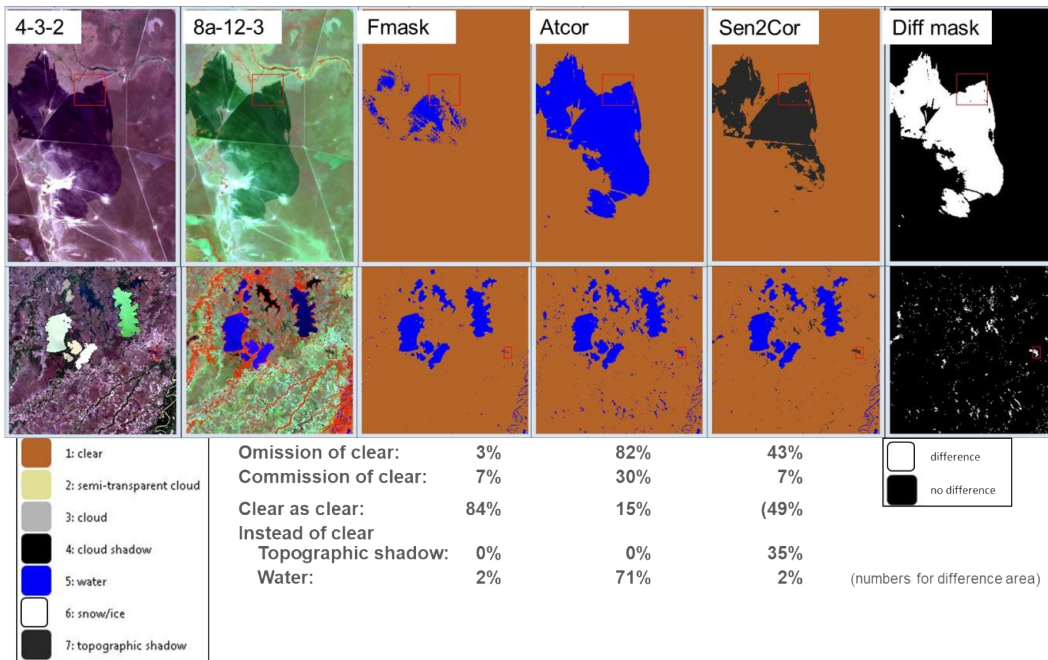 4-3-2
8a-12-3
Fmask
Atcor
Sen2Cor
Diff mask
1: clear
2: semi-transparent cloud
3: cloud
4: cloud shadow
5: water
6: snow/ice
7: topographic shadow
Omission of clear: 3% 82% 43%
Commission of clear: 7% 30% 7%
Clear as clear: 84% 15% (49%
Instead of clear
Topographic shadow: 0% 0% 35%
Water: 2% 71% 2% (numbers for difference area)
difference
no difference